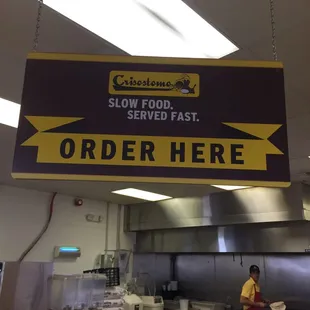 Crisostomo
SLOW FOOD.
SERVED FAST.
ORDER HERE